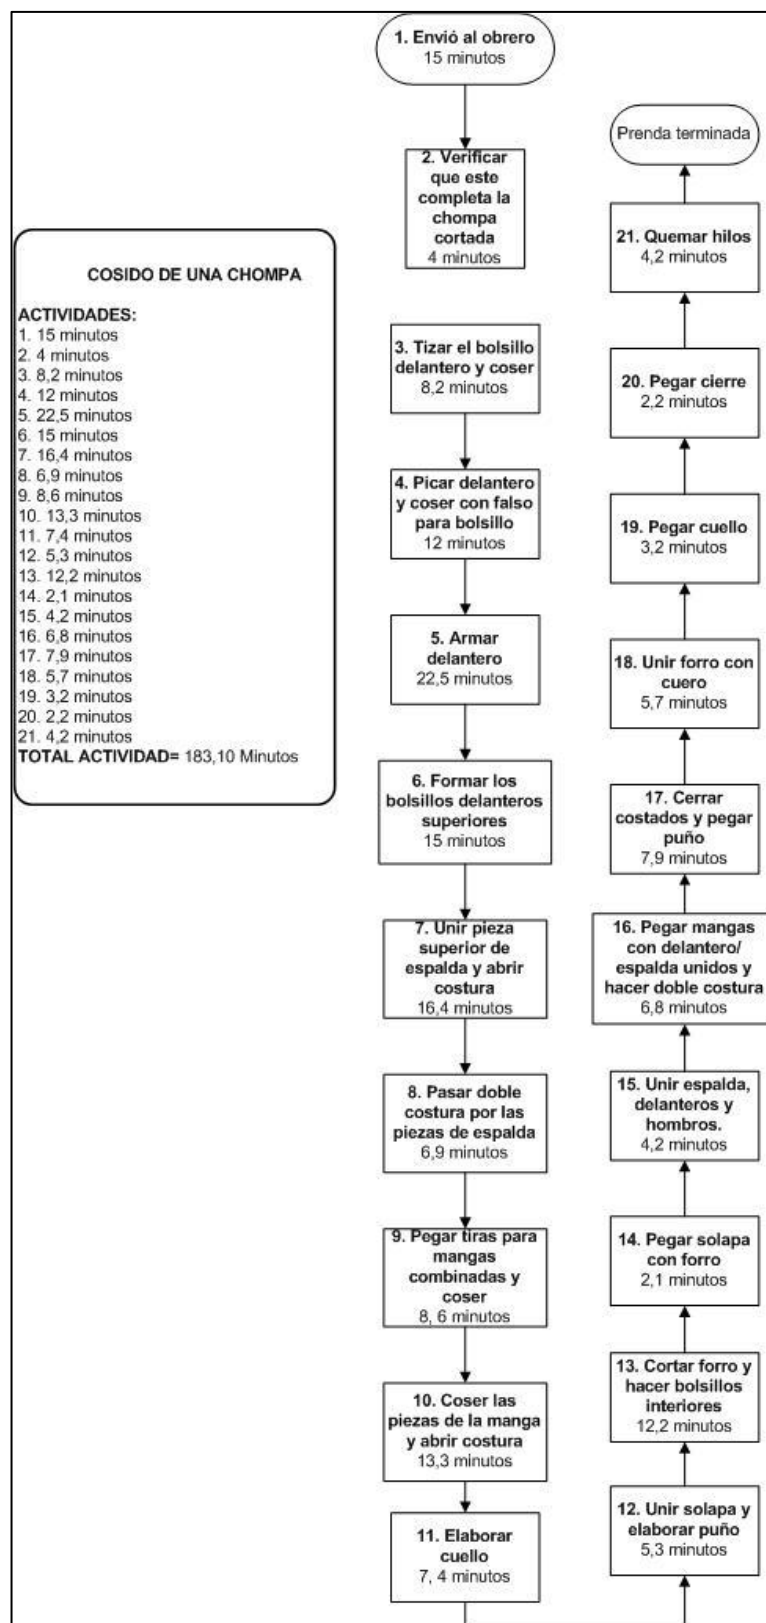 1. Envió al obrero
15 minutos
2. Verificar
que este
completa la
chompa
cortada
4 minutos
COSIDO DE UNA CHOMPA
ACTIVIDADES:
1. 15 minutos
2. 4 minutos
3. 8,2 minutos
4. 12 minutos
5. 22,5 minutos
6. 15 minutos
7. 16,4 minutos
8. 6,9 minutos
9. 8,6 minutos
10. 13,3 minutos
11. 7,4 minutos
12. 5,3 minutos
13. 12,2 minutos
14. 2,1 minutos
15. 4,2 minutos
16. 6,8 minutos
17. 7,9 minutos
18. 5,7 minutos
19. 3,2 minutos
20. 2,2 minutos
21. 4,2 minutos
TOTAL ACTIVIDAD= 183,10 Minutos
3. Tizar el bolsillo
delantero y coser
8,2 minutos
4. Picar delantero
y coser con falso
para bolsillo
12 minutos
5. Armar
delantero
22,5 minutos
6. Formar los
bolsillos delanteros
superiores
15 minutos
7. Unir pieza
superior de
espalda y abrir
costura
16,4 minutos
8. Pasar doble
costura por las
piezas de espalda
6,9 minutos
9. Pegar tiras para
mangas
combinadas y
coser
8, 6 minutos
10. Coser las
piezas de la manga
y abrir costura
13,3 minutos
11. Elaborar
cuello
7, 4 minutos
12. Unir solapa y
elaborar puño
5,3 minutos
13. Cortar forro y
hacer bolsillos
interiores
12,2 minutos
14. Pegar solapa
con forro
2,1 minutos
15. Unir espalda,
delanteros y
hombros.
4,2 minutos
16. Pegar mangas
con delantero/
espalda unidos y
hacer doble costura
6,8 minutos
17. Cerrar
costados y pegar
puño
7,9 minutos
18. Unir forro con
cuero
5,7 minutos
19. Pegar cuello
3,2 minutos
20. Pegar cierre
2,2 minutos
21. Quemar hilos
4,2 minutos
Prenda terminada